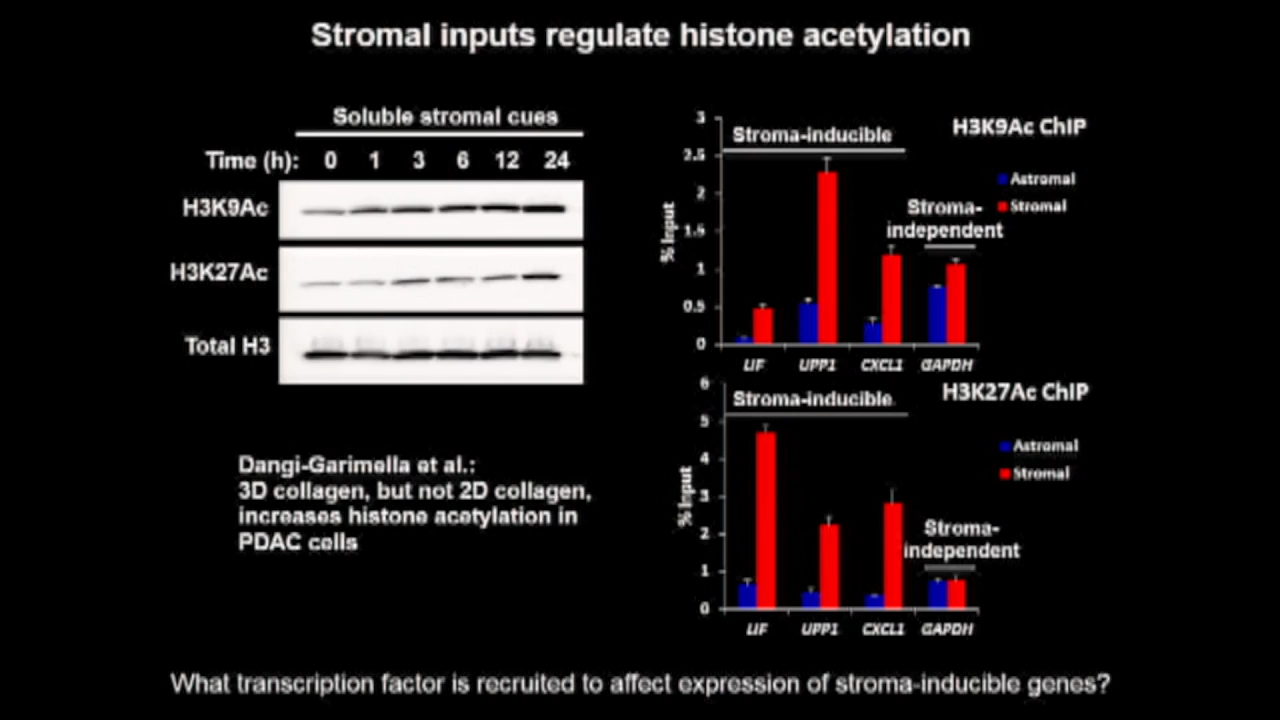 Stromal inputs regulate histone acetylation
Soluble stromal cues
Time (h): 0 1 3 6 12 24
H3K9Ac
H3K27Ac
Total H3
Dangi-Garimella et al.:
3D collagen, but not 2D collagen,
increases histone acetylation in
PDAC cells
H3K9Ac ChIP
Stroma-inducible
Astromal
Stromal
Stroma-
independent
% Input
3
2.5
2
1.5
1
0.5
0
LIF UPP1 CXCL1 GAPDH
H3K27Ac ChIP
Stroma-inducible
Astromal
Stromal
Stroma-
independent
% Input
6
5
4
3
2
1
0
LIF UPP1 CXCL1 GAPDH
What transcription factor is recruited to affect expression of stroma-inducible genes?